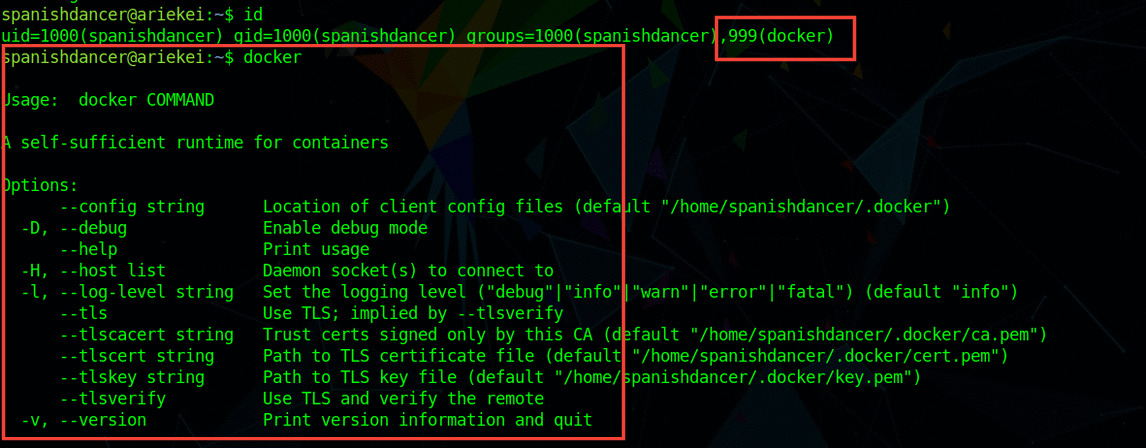 spanishdancer@ariekei:~$ id
uid=1000(spanishdancer) gid=1000(spanishdancer) groups=1000(spanishdancer),999(docker)
spanishdancer@ariekei:~$ docker
Usage:  docker COMMAND
A self-sufficient runtime for containers
Options:
      --config string      Location of client config files (default "/home/spanishdancer/.docker")
  -D, --debug              Enable debug mode
      --help               Print usage
  -H, --host list          Daemon socket(s) to connect to
  -l, --log-level string   Set the logging level ("debug"|"info"|"warn"|"error"|"fatal") (default "info")
      --tls                Use TLS; implied by --tlsverify
      --tlscacert string   Trust certs signed only by this CA (default "/home/spanishdancer/.docker/ca.pem")
      --tlscert string     Path to TLS certificate file (default "/home/spanishdancer/.docker/cert.pem")
      --tlskey string      Path to TLS key file (default "/home/spanishdancer/.docker/key.pem")
      --tlsverify          Use TLS and verify the remote
  -v, --version            Print version information and quit